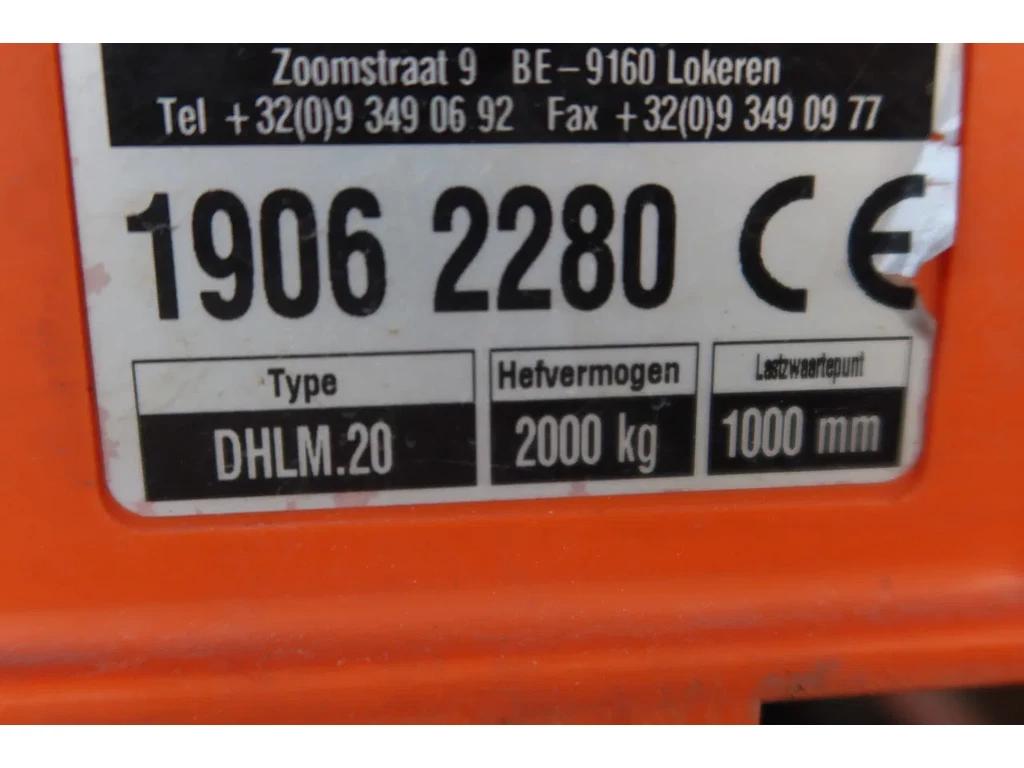 Zoomstraat 9 BE-9160 Lokeren
Tel +32(0)9 349 06 92 Fax +32(0)9 349 09 77
1906 2280 CE
Type Hefvermogen Lastzwaartepunt
DHLM.20 2000 kg 1000 mm